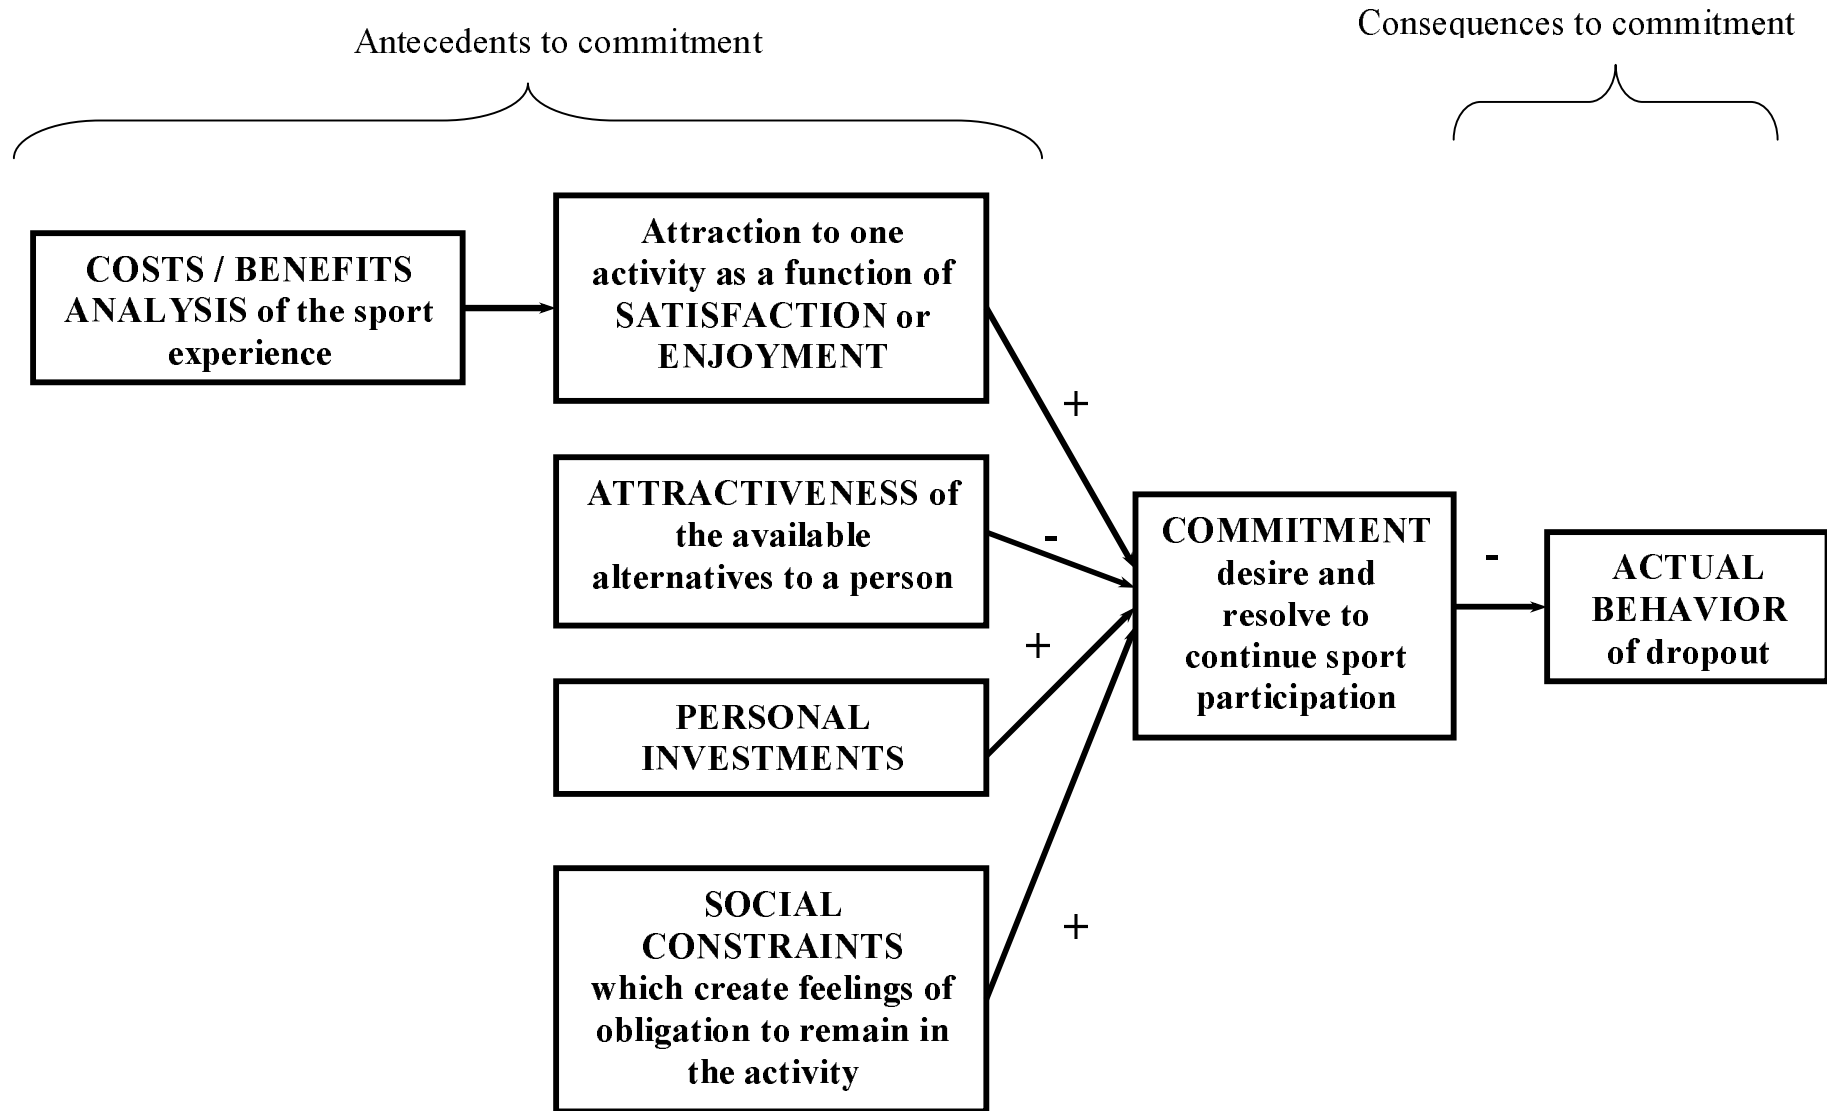 Antecedents to commitment
Consequences to commitment
COSTS / BENEFITS
ANALYSIS of the sport
experience
Attraction to one
activity as a function of
SATISFACTION or
ENJOYMENT
+
ATTRACTIVENESS of
the available
alternatives to a person
-
+
PERSONAL
INVESTMENTS
SOCIAL
CONSTRAINTS
which create feelings of
obligation to remain in
the activity
+
COMMITMENT
desire and
resolve to
continue sport
participation
-
ACTUAL
BEHAVIOR
of dropout